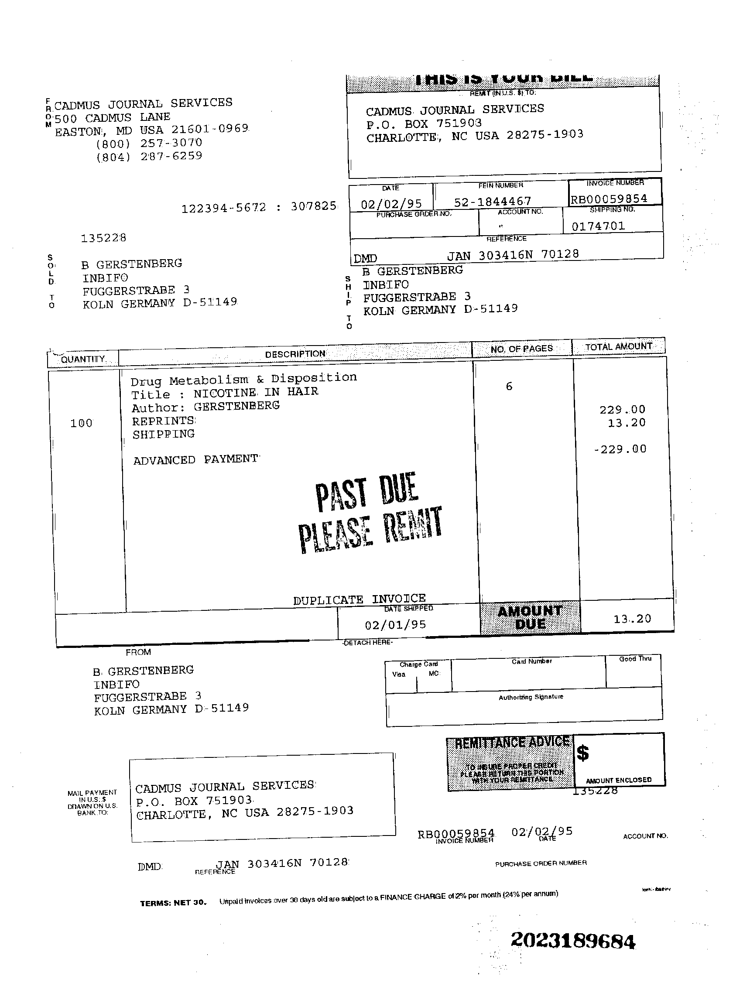 THIS IS YOUR BILL
REMIT (IN U.S. $) TO:
FROM
CADMUS JOURNAL SERVICES
500 CADMUS LANE
EASTON, MD USA 21601-0969
(800) 257-3070
(804) 287-6259
CADMUS JOURNAL SERVICES
P.O. BOX 751903
CHARLOTTE, NC USA 28275-1903
122394-5672 : 307825
DATE FEIN NUMBER INVOICE NUMBER
02/02/95 52-1844467 RB00059854
PURCHASE ORDER NO. ACCOUNT NO. SHIPPING NO.
0174701
135228
REFERENCE
DMD JAN 303416N 70128
SOLD TO
B GERSTENBERG
INBIFO
FUGGERSTRABE 3
KOLN GERMANY D-51149
SHIP TO
B GERSTENBERG
INBIFO
FUGGERSTRABE 3
KOLN GERMANY D-51149
QUANTITY DESCRIPTION NO. OF PAGES TOTAL AMOUNT
Drug Metabolism & Disposition 6
Title : NICOTINE IN HAIR
Author: GERSTENBERG
100 REPRINTS 229.00
SHIPPING 13.20
ADVANCED PAYMENT -229.00
PAST DUE
PLEASE REMIT
DUPLICATE INVOICE
DATE SHIPPED
02/01/95
AMOUNT DUE 13.20
-DETACH HERE-
FROM
B GERSTENBERG
INBIFO
FUGGERSTRABE 3
KOLN GERMANY D-51149
Charge Card Card Number Good Thru
Visa MC
Authorizing Signature
REMITTANCE ADVICE
TO INSURE PROPER CREDIT
PLEASE RETURN THIS PORTION
WITH YOUR REMITTANCE
$
AMOUNT ENCLOSED
135228
MAIL PAYMENT
IN U.S. $
DRAWN ON U.S.
BANK TO:
CADMUS JOURNAL SERVICES
P.O. BOX 751903
CHARLOTTE, NC USA 28275-1903
RB00059854 02/02/95
INVOICE NUMBER DATE ACCOUNT NO.
DMD JAN 303416N 70128
REFERENCE PURCHASE ORDER NUMBER
TERMS: NET 30. Unpaid invoices over 30 days old are subject to a FINANCE CHARGE of 2% per month (24% per annum)
2023189684